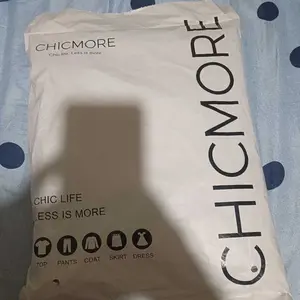 CHICMORE
CHICMORE
CHIC LIFE
LESS IS MORE
TOP PANTS COAT SKIRT DRESS